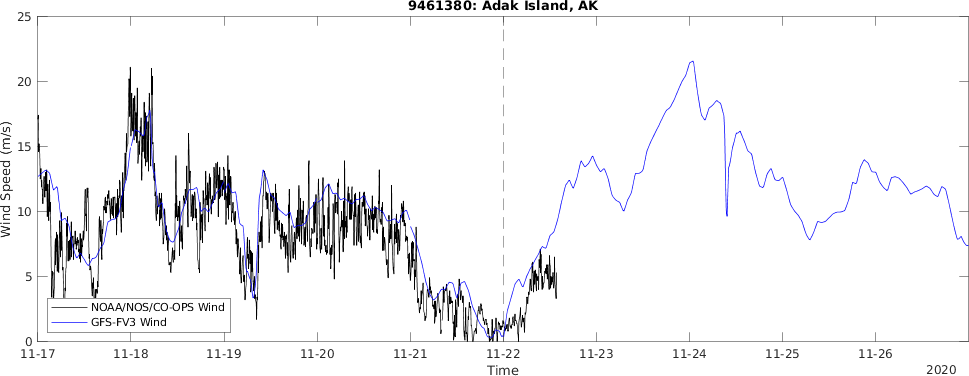 9461380: Adak Island, AK
25
20
15
10
5
0
Wind Speed (m/s)
NOAA/NOS/CO-OPS Wind
GFS-FV3 Wind
11-17 11-18 11-19 11-20 11-21 11-22 11-23 11-24 11-25 11-26
Time
2020